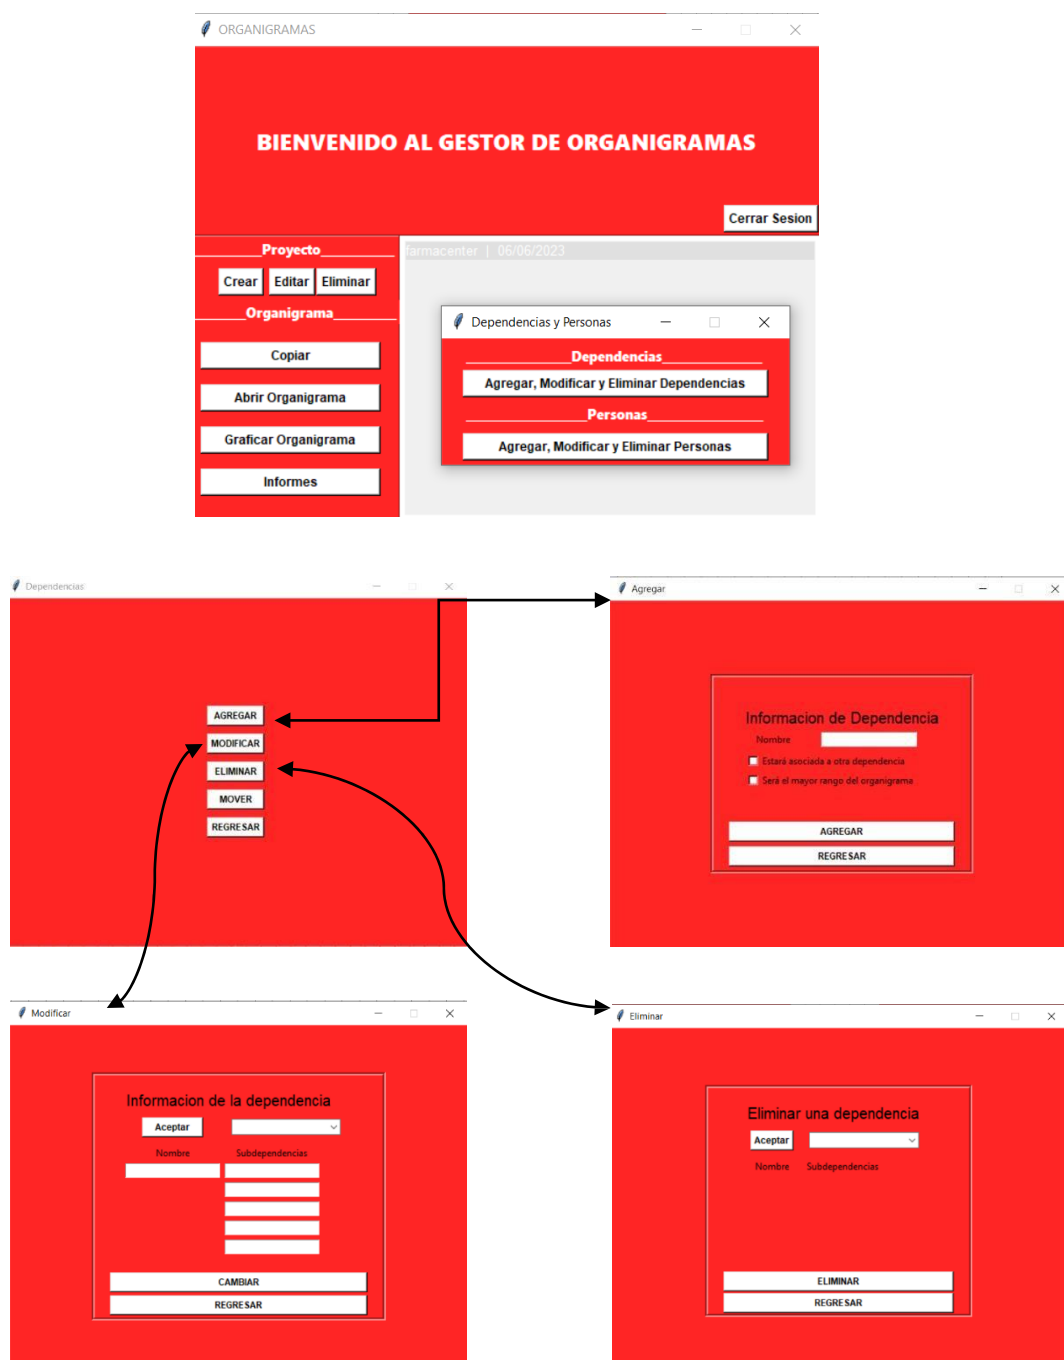 ORGANIGRAMAS
BIENVENIDO AL GESTOR DE ORGANIGRAMAS
Cerrar Sesion
Proyecto
Crear Editar Eliminar
Organigrama
Copiar
Abrir Organigrama
Graficar Organigrama
Informes
farmacenter | 06/06/2023
Dependencias y Personas
Dependencias
Agregar, Modificar y Eliminar Dependencias
Personas
Agregar, Modificar y Eliminar Personas
Dependencias
AGREGAR
MODIFICAR
ELIMINAR
MOVER
REGRESAR
Agregar
Informacion de Dependencia
Nombre
Estará asociada a otra dependencia
Será el mayor rango del organigrama
AGREGAR
REGRESAR
Modificar
Informacion de la dependencia
Aceptar
Nombre Subdependencias
CAMBIAR
REGRESAR
Eliminar
Eliminar una dependencia
Aceptar
Nombre Subdependencias
ELIMINAR
REGRESAR